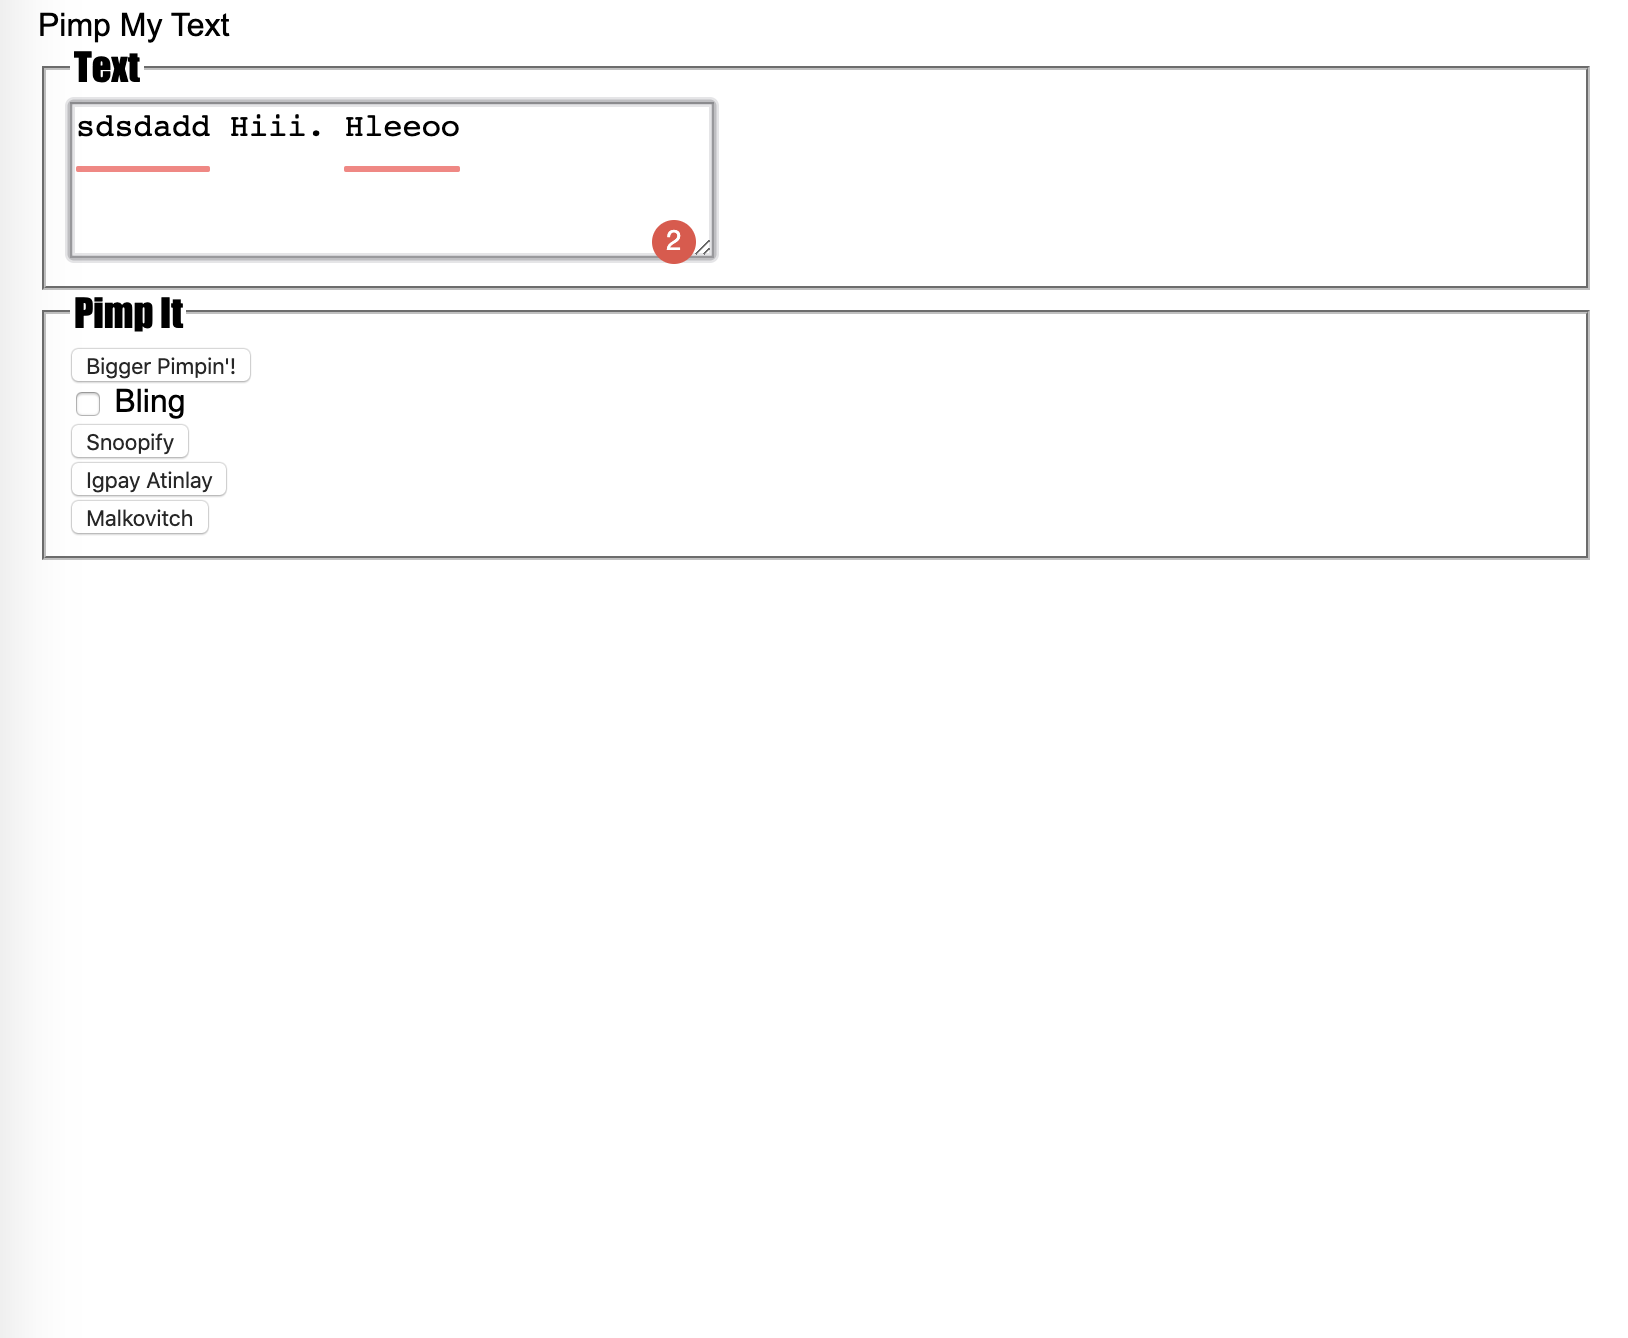 Pimp My Text
Text
sdsdadd Hiii. Hleeoo
2
Pimp It
Bigger Pimpin'!
Bling
Snoopify
Igpay Atinlay
Malkovitch